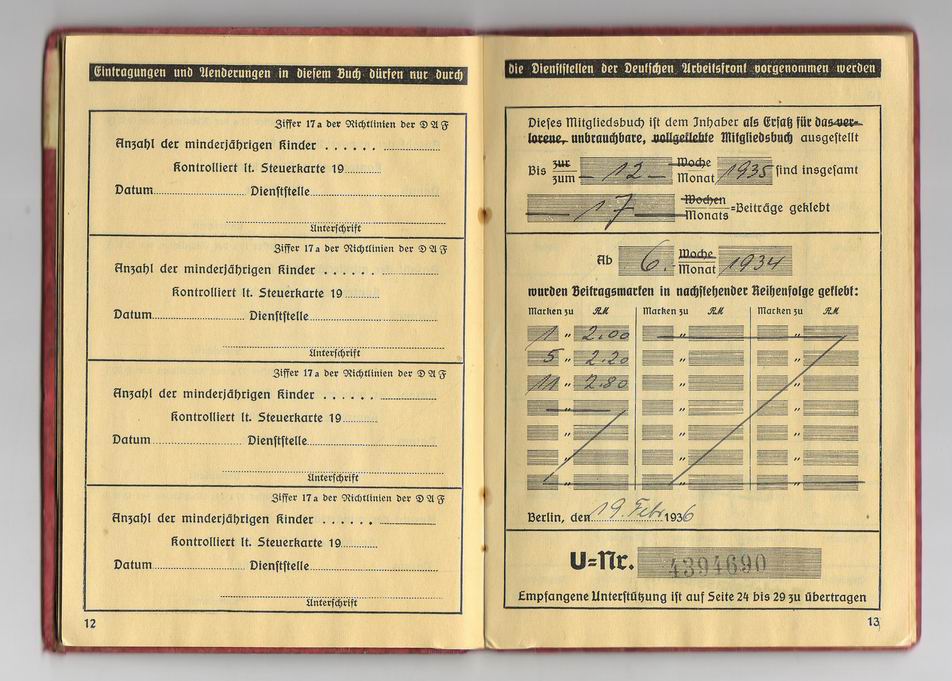 Eintragungen und Aenderungen in diesem Buch dürfen nur durch
Ziffer 17a der Richtlinien der DAF
Anzahl der minderjährigen Kinder ......
Kontrolliert lt. Steuerkarte 19
Datum Dienststelle
Unterschrift
Ziffer 17a der Richtlinien der DAF
Anzahl der minderjährigen Kinder ......
Kontrolliert lt. Steuerkarte 19
Datum Dienststelle
Unterschrift
Ziffer 17a der Richtlinien der DAF
Anzahl der minderjährigen Kinder ......
Kontrolliert lt. Steuerkarte 19
Datum Dienststelle
Unterschrift
Ziffer 17a der Richtlinien der DAF
Anzahl der minderjährigen Kinder ......
Kontrolliert lt. Steuerkarte 19
Datum Dienststelle
Unterschrift
12
die Dienststellen der Deutschen Arbeitsfront vorgenommen werden
Dieses Mitgliedsbuch ist dem Inhaber als Ersatz für das ver-
lorene, unbrauchbare, vollgeklebte Mitgliedsbuch ausgestellt
Bis zur zum – 12 – Woche Monat 1935 sind insgesamt
17 Wochen Monats =Beiträge geklebt
Ab 6. Woche Monat 1934
wurden Beitragsmarken in nachstehender Reihenfolge geklebt:
Marken zu RM Marken zu RM Marken zu RM
1 " 2.00 " "
5 " 2.20 " "
11 " 2.80 " "
" " "
" " "
" " "
" " "
Berlin, den 19. Febr. 1936
U=Nr. 4394690
Empfangene Unterstützung ist auf Seite 24 bis 29 zu übertragen
13